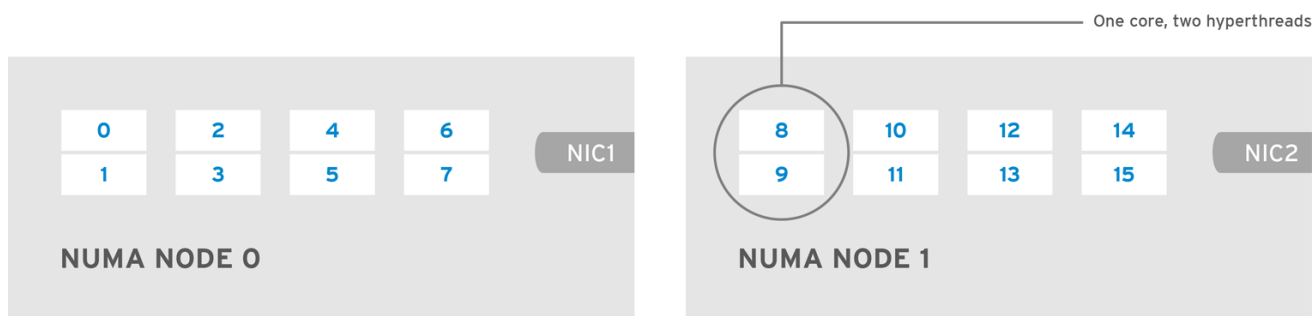 One core, two hyperthreads
0 2 4 6
1 3 5 7
NIC1
NUMA NODE 0
8 10 12 14
9 11 13 15
NIC2
NUMA NODE 1